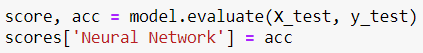 score, acc = model.evaluate(X_test, y_test)
scores['Neural Network'] = acc